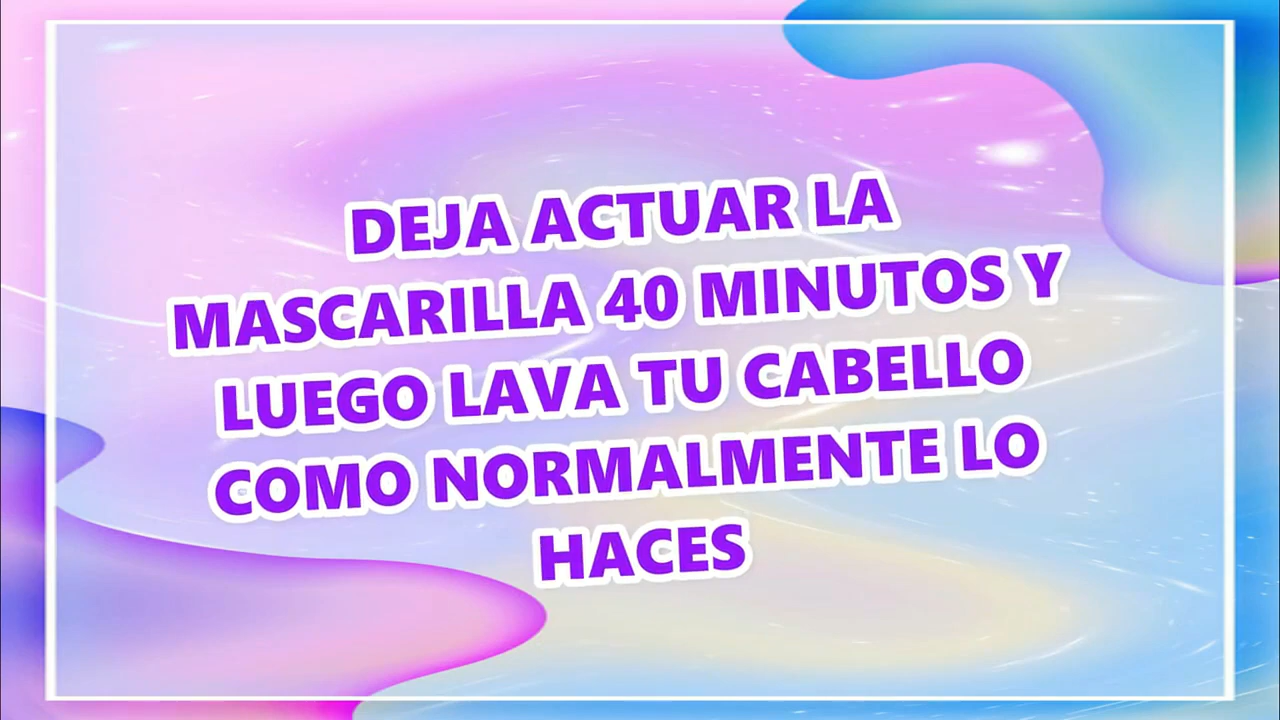 DEJA ACTUAR LA
MASCARILLA 40 MINUTOS Y
LUEGO LAVA TU CABELLO
COMO NORMALMENTE LO
HACES